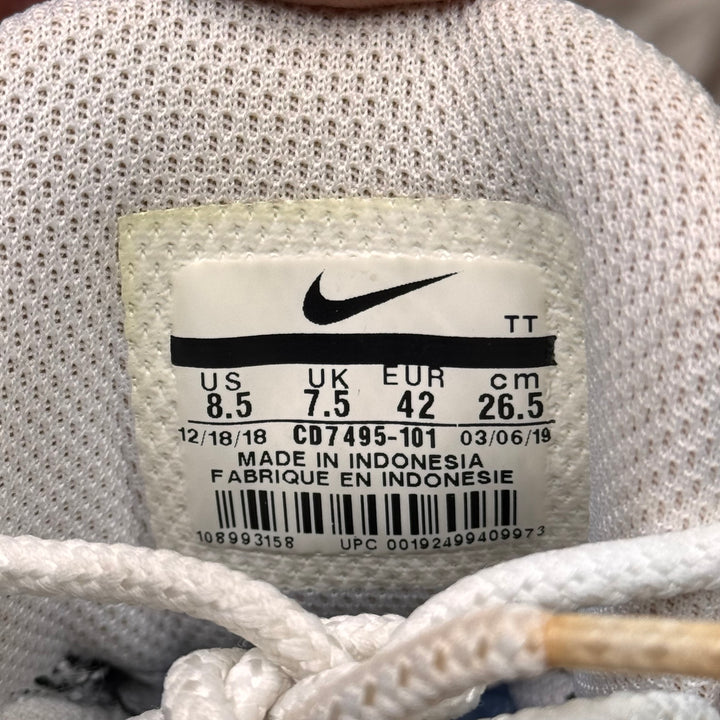 TT
US UK EUR cm
8.5 7.5 42 26.5
12/18/18 CD7495-101 03/06/19
MADE IN INDONESIA
FABRIQUE EN INDONESIE
108993158 UPC 00192499409973